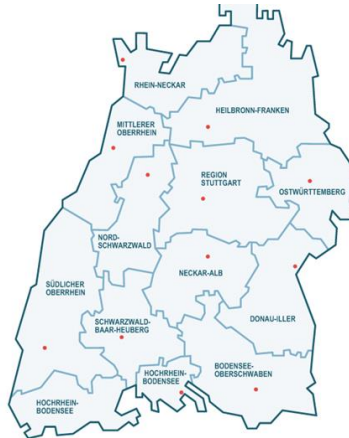 RHEIN-NECKAR
HEILBRONN-FRANKEN
MITTLERER
OBERRHEIN
REGION
STUTTGART
OSTWÜRTTEMBERG
NORD-
SCHWARZWALD
NECKAR-ALB
SÜDLICHER
OBERRHEIN
DONAU-ILLER
SCHWARZWALD-
BAAR-HEUBERG
HOCHRHEIN-
BODENSEE
BODENSEE-
OBERSCHWABEN
HOCHRHEIN-
BODENSEE